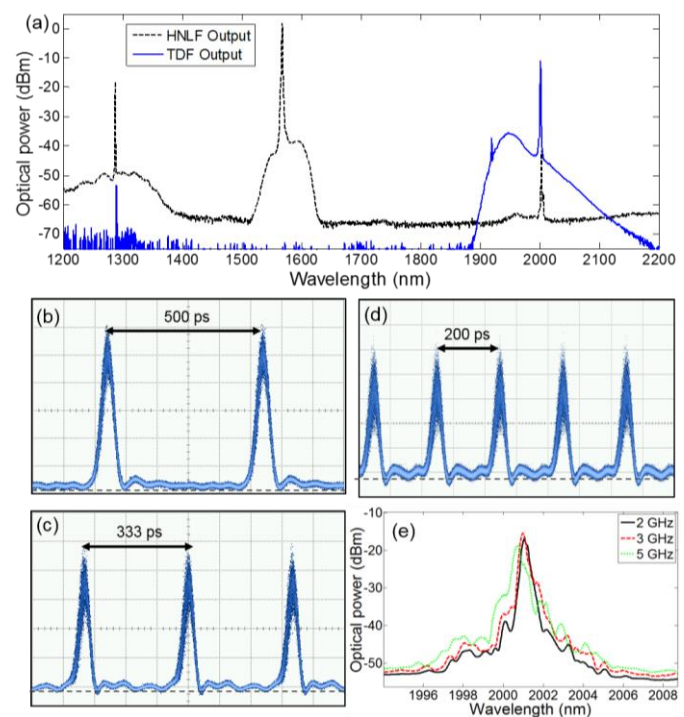 (a)
HNLF Output
TDF Output
Optical power (dBm)
0
-10
-20
-30
-40
-50
-60
-70
1200 1300 1400 1500 1600 1700 1800 1900 2000 2100 2200
Wavelength (nm)
(b)
500 ps
(d)
200 ps
(c)
333 ps
(e)
2 GHz
3 GHz
5 GHz
Optical power (dBm)
-10
-20
-30
-40
-50
1996 1998 2000 2002 2004 2006 2008
Wavelength (nm)